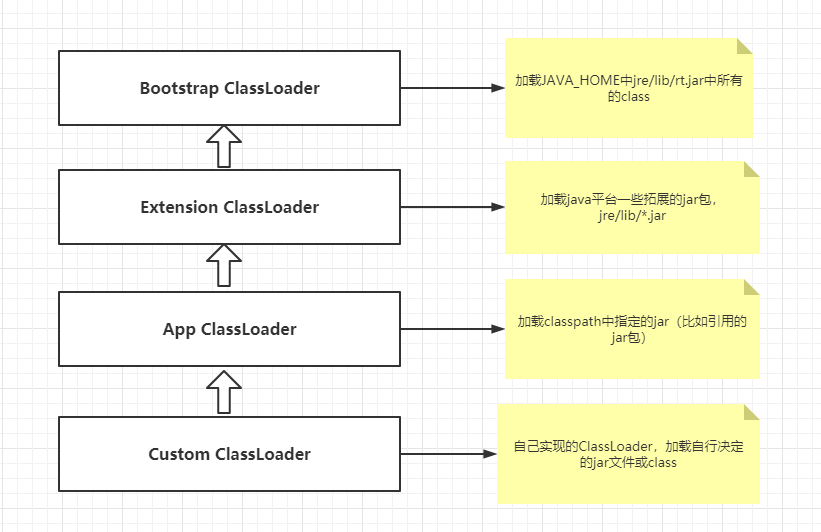 Bootstrap ClassLoader
加载JAVA_HOME中jre/lib/rt.jar中所有
的class
Extension ClassLoader
加载java平台一些拓展的jar包，
jre/lib/*.jar
App ClassLoader
加载classpath中指定的jar（比如引用的
jar包）
Custom ClassLoader
自己实现的ClassLoader，加载自行决定
的jar文件或class